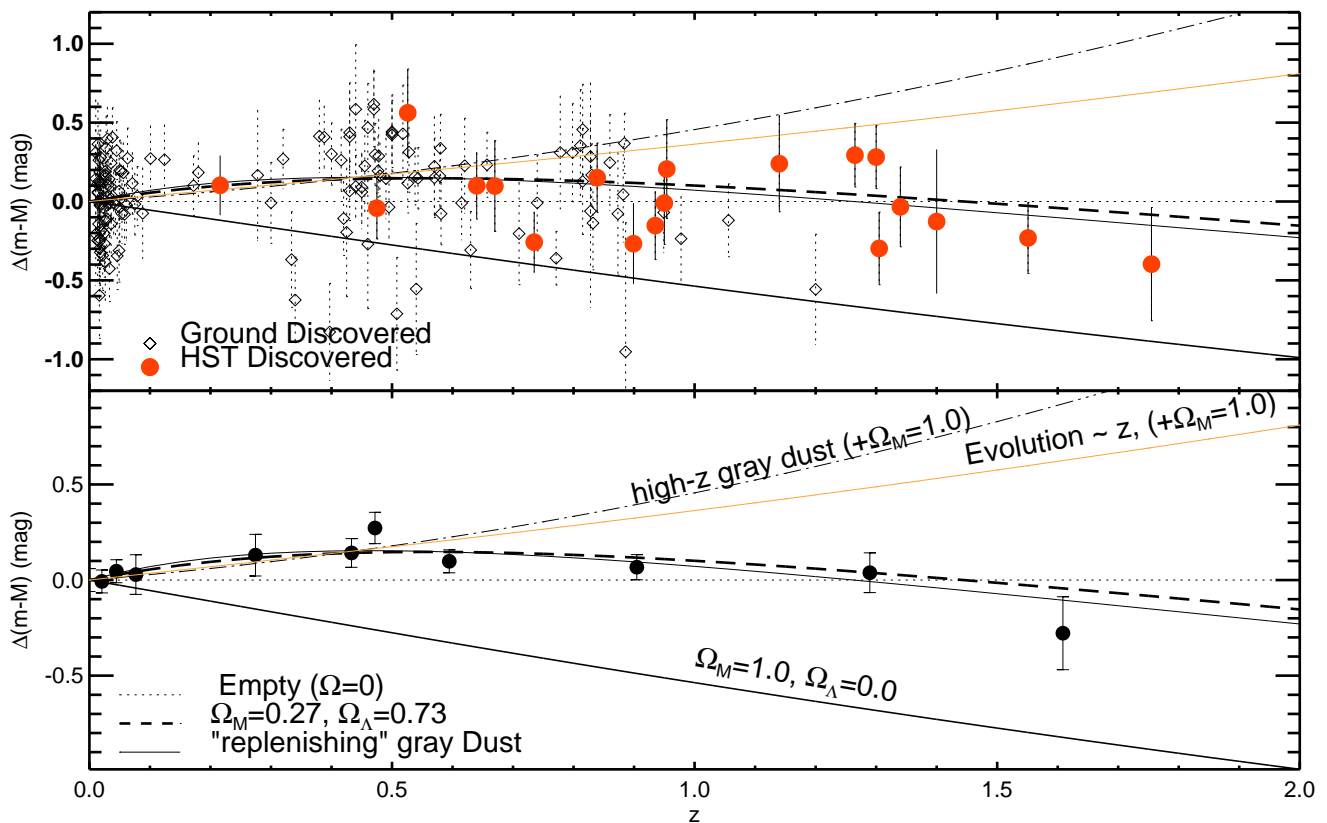 1.0
0.5
0.0
-0.5
-1.0
Δ(m-M) (mag)
Ground Discovered
HST Discovered
0.5
0.0
-0.5
Δ(m-M) (mag)
high-z gray dust (+Ω_M=1.0)
Evolution ~ z, (+Ω_M=1.0)
Ω_M=1.0, Ω_Λ=0.0
Empty (Ω=0)
Ω_M=0.27, Ω_Λ=0.73
"replenishing" gray Dust
0.0 0.5 1.0 1.5 2.0
z